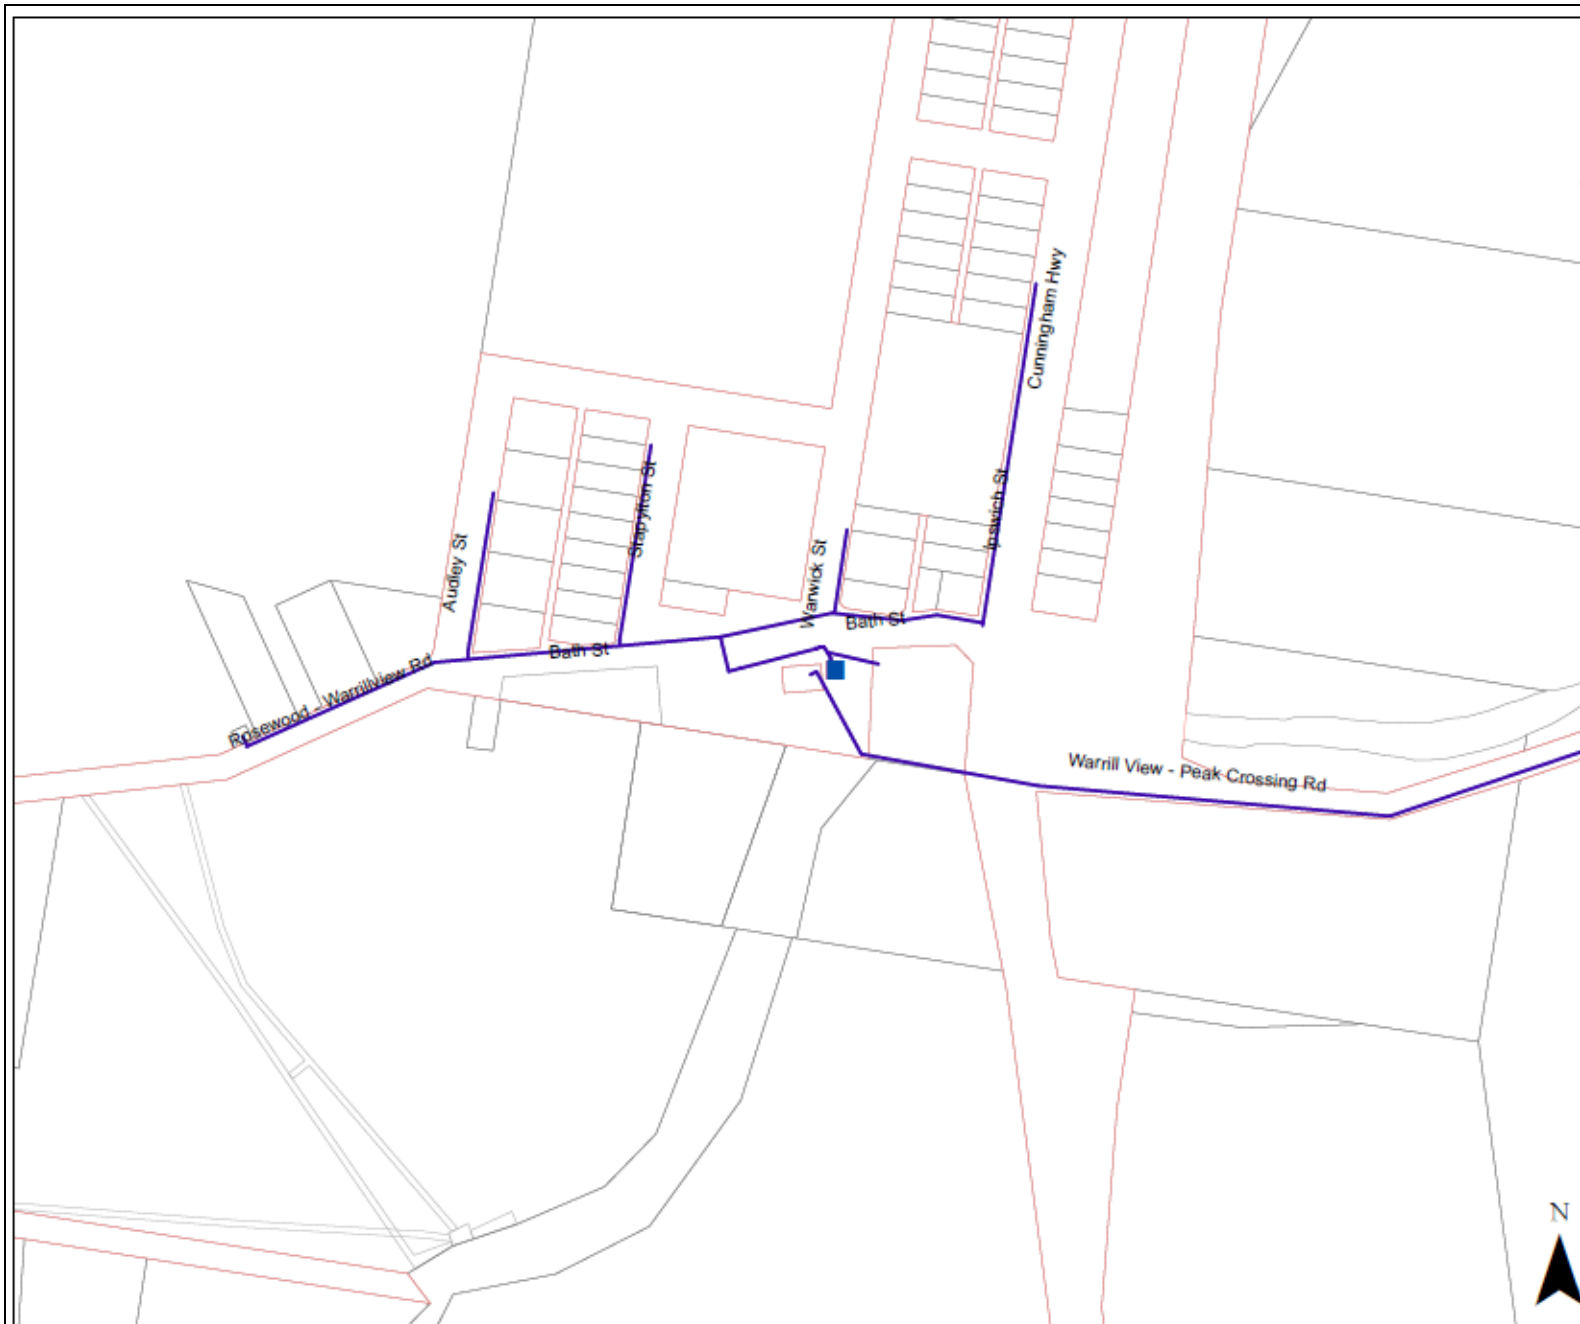 Cunningham Hwy
Stapylton St
Ipswich St
Audley St
Warwick St
Bath St
Bath St
Rosewood - Warrillview Rd
Warrill View - Peak Crossing Rd
N